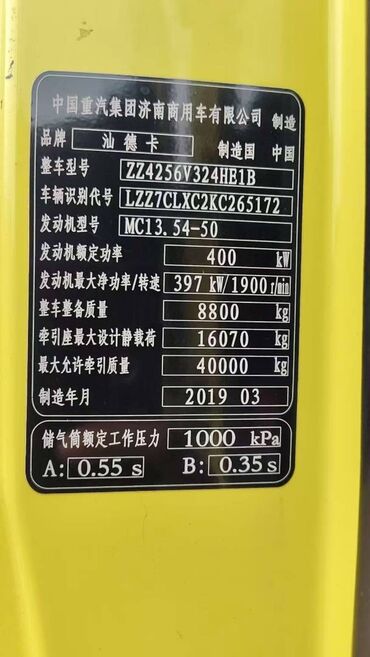 中国重汽集团济南商用车有限公司 制造
品牌 汕德卡 制造国 中国
整车型号 ZZ4256V324HE1B
车辆识别代号 LZZ7CLXC2KC265172
发动机型号 MC13.54-50
发动机额定功率 400 kW
发动机最大净功率/转速 397 kW/1900 r/min
整车整备质量 8800 kg
牵引座最大设计静载荷 16070 kg
最大允许牵引质量 40000 kg
制造年月 2019 03
储气筒额定工作压力 1000 kPa
A: 0.55 s B: 0.35 s